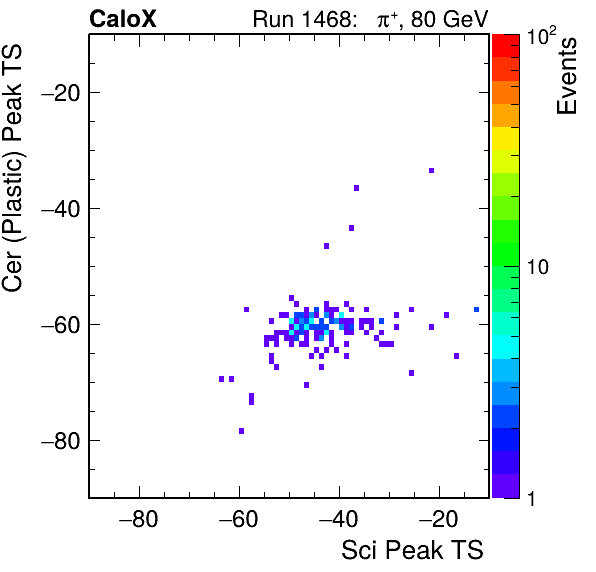 CaloX Run 1468: π⁺, 80 GeV
Cer (Plastic) Peak TS
−20
−40
−60
−80
−80 −60 −40 −20
Sci Peak TS
10²
10
1
Events